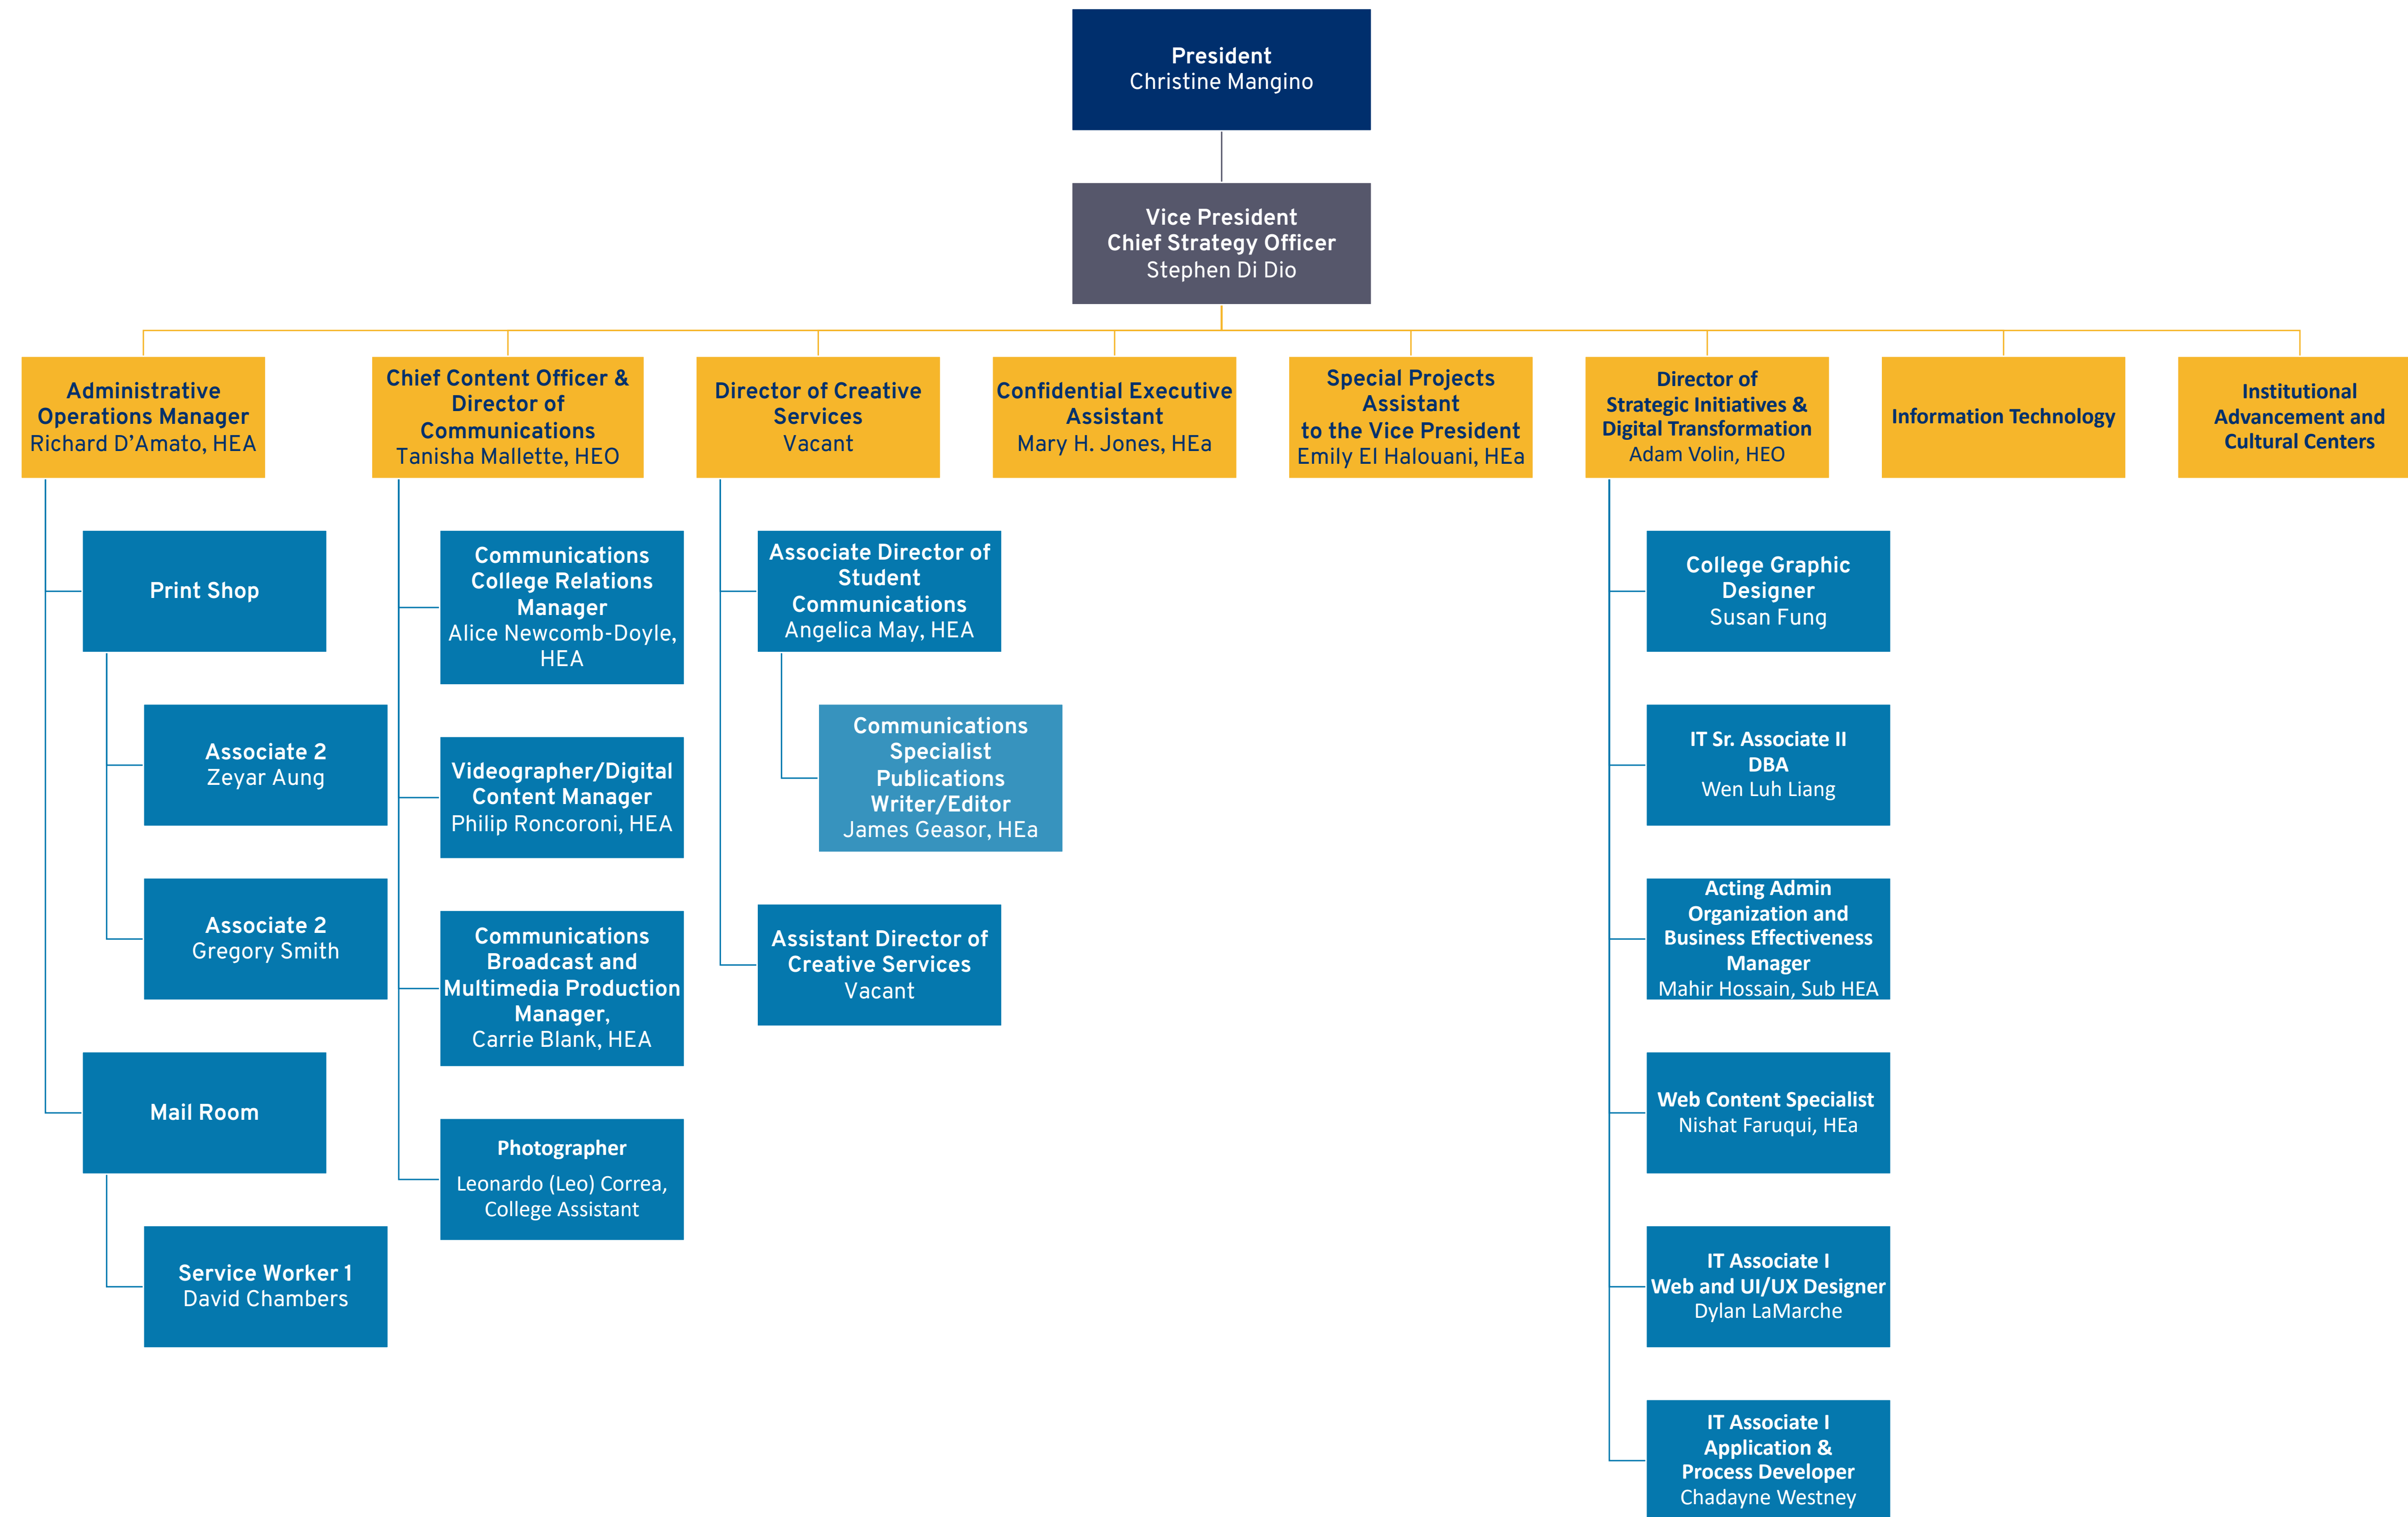 President
Christine Mangino
Vice President
Chief Strategy Officer
Stephen Di Dio
Administrative
Operations Manager
Richard D’Amato, HEA
Chief Content Officer &
Director of
Communications
Tanisha Mallette, HEO
Director of Creative
Services
Vacant
Confidential Executive
Assistant
Mary H. Jones, HEa
Special Projects
Assistant
to the Vice President
Emily El Halouani, HEa
Director of
Strategic Initiatives &
Digital Transformation
Adam Volin, HEO
Information Technology
Institutional
Advancement and
Cultural Centers
Print Shop
Associate 2
Zeyar Aung
Associate 2
Gregory Smith
Mail Room
Service Worker 1
David Chambers
Communications
College Relations
Manager
Alice Newcomb-Doyle,
HEA
Videographer/Digital
Content Manager
Philip Roncoroni, HEA
Communications
Broadcast and
Multimedia Production
Manager,
Carrie Blank, HEA
Photographer
Leonardo (Leo) Correa,
College Assistant
Associate Director of
Student
Communications
Angelica May, HEA
Communications
Specialist
Publications
Writer/Editor
James Geasor, HEa
Assistant Director of
Creative Services
Vacant
College Graphic
Designer
Susan Fung
IT Sr. Associate II
DBA
Wen Luh Liang
Acting Admin
Organization and
Business Effectiveness
Manager
Mahir Hossain, Sub HEA
Web Content Specialist
Nishat Faruqui, HEa
IT Associate I
Web and UI/UX Designer
Dylan LaMarche
IT Associate I
Application &
Process Developer
Chadayne Westney